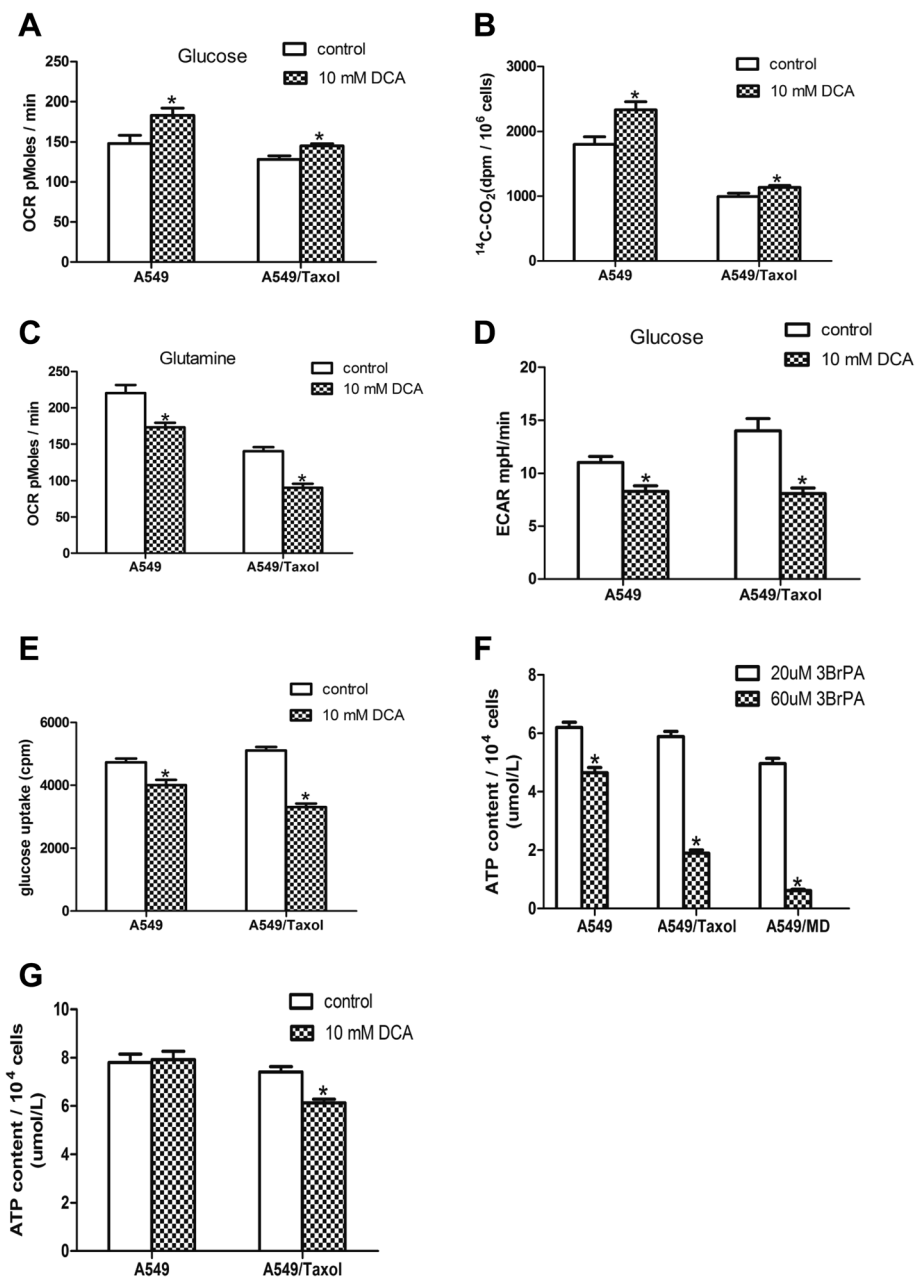 A
Glucose
control
10 mM DCA
OCR pMoles / min
250
200
150
100
50
0
*
*
A549
A549/Taxol
B
control
10 mM DCA
¹⁴C-CO₂(dpm / 10⁶ cells)
3000
2000
1000
0
*
*
A549
A549/Taxol
C
Glutamine
control
10 mM DCA
OCR pMoles / min
250
200
150
100
50
0
*
*
A549
A549/Taxol
D
Glucose
control
10 mM DCA
ECAR mpH/min
20
15
10
5
0
*
*
A549
A549/Taxol
E
control
10 mM DCA
glucose uptake (cpm)
6000
4000
2000
0
*
*
A549
A549/Taxol
F
20uM 3BrPA
60uM 3BrPA
ATP content / 10⁴ cells
(umol/L)
8
6
4
2
0
*
*
*
A549
A549/Taxol
A549/MD
G
control
10 mM DCA
ATP content / 10⁴ cells
(umol/L)
10
8
6
4
2
0
*
A549
A549/Taxol